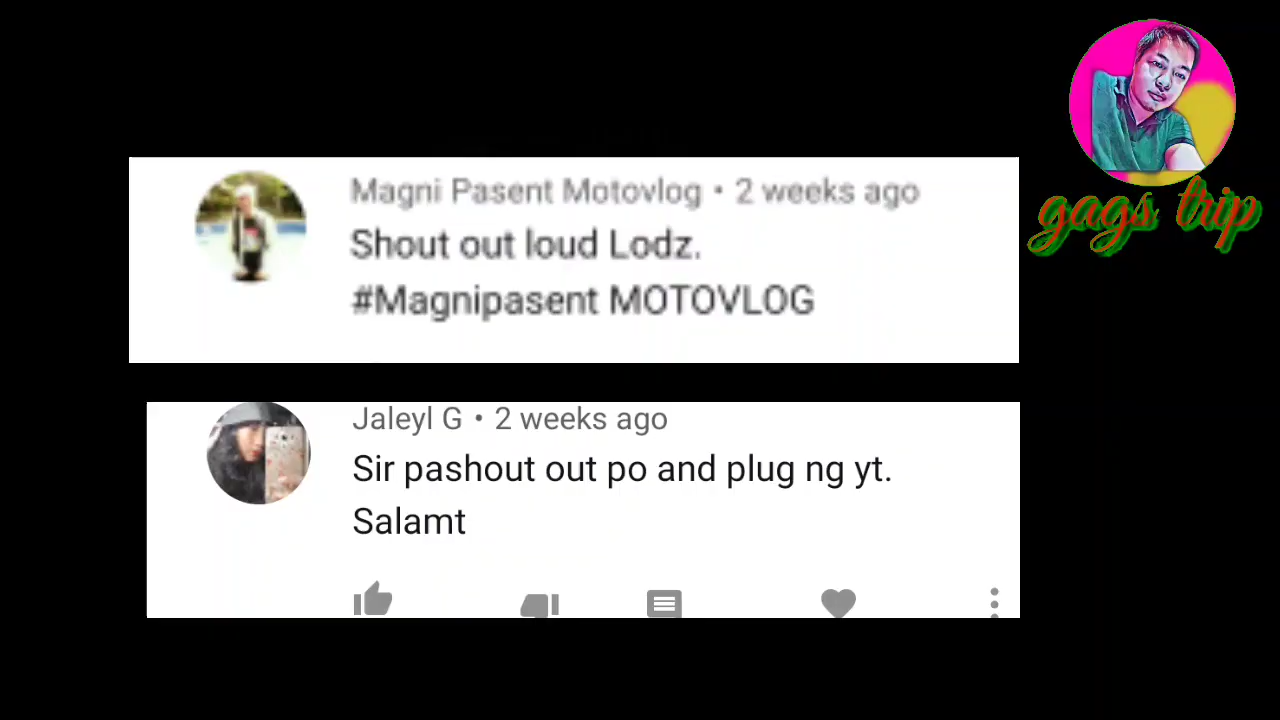 gags trip
Magni Pasent Motovlog • 2 weeks ago
Shout out loud Lodz.
#Magnipasent MOTOVLOG
Jaleyl G • 2 weeks ago
Sir pashout out po and plug ng yt.
Salamt